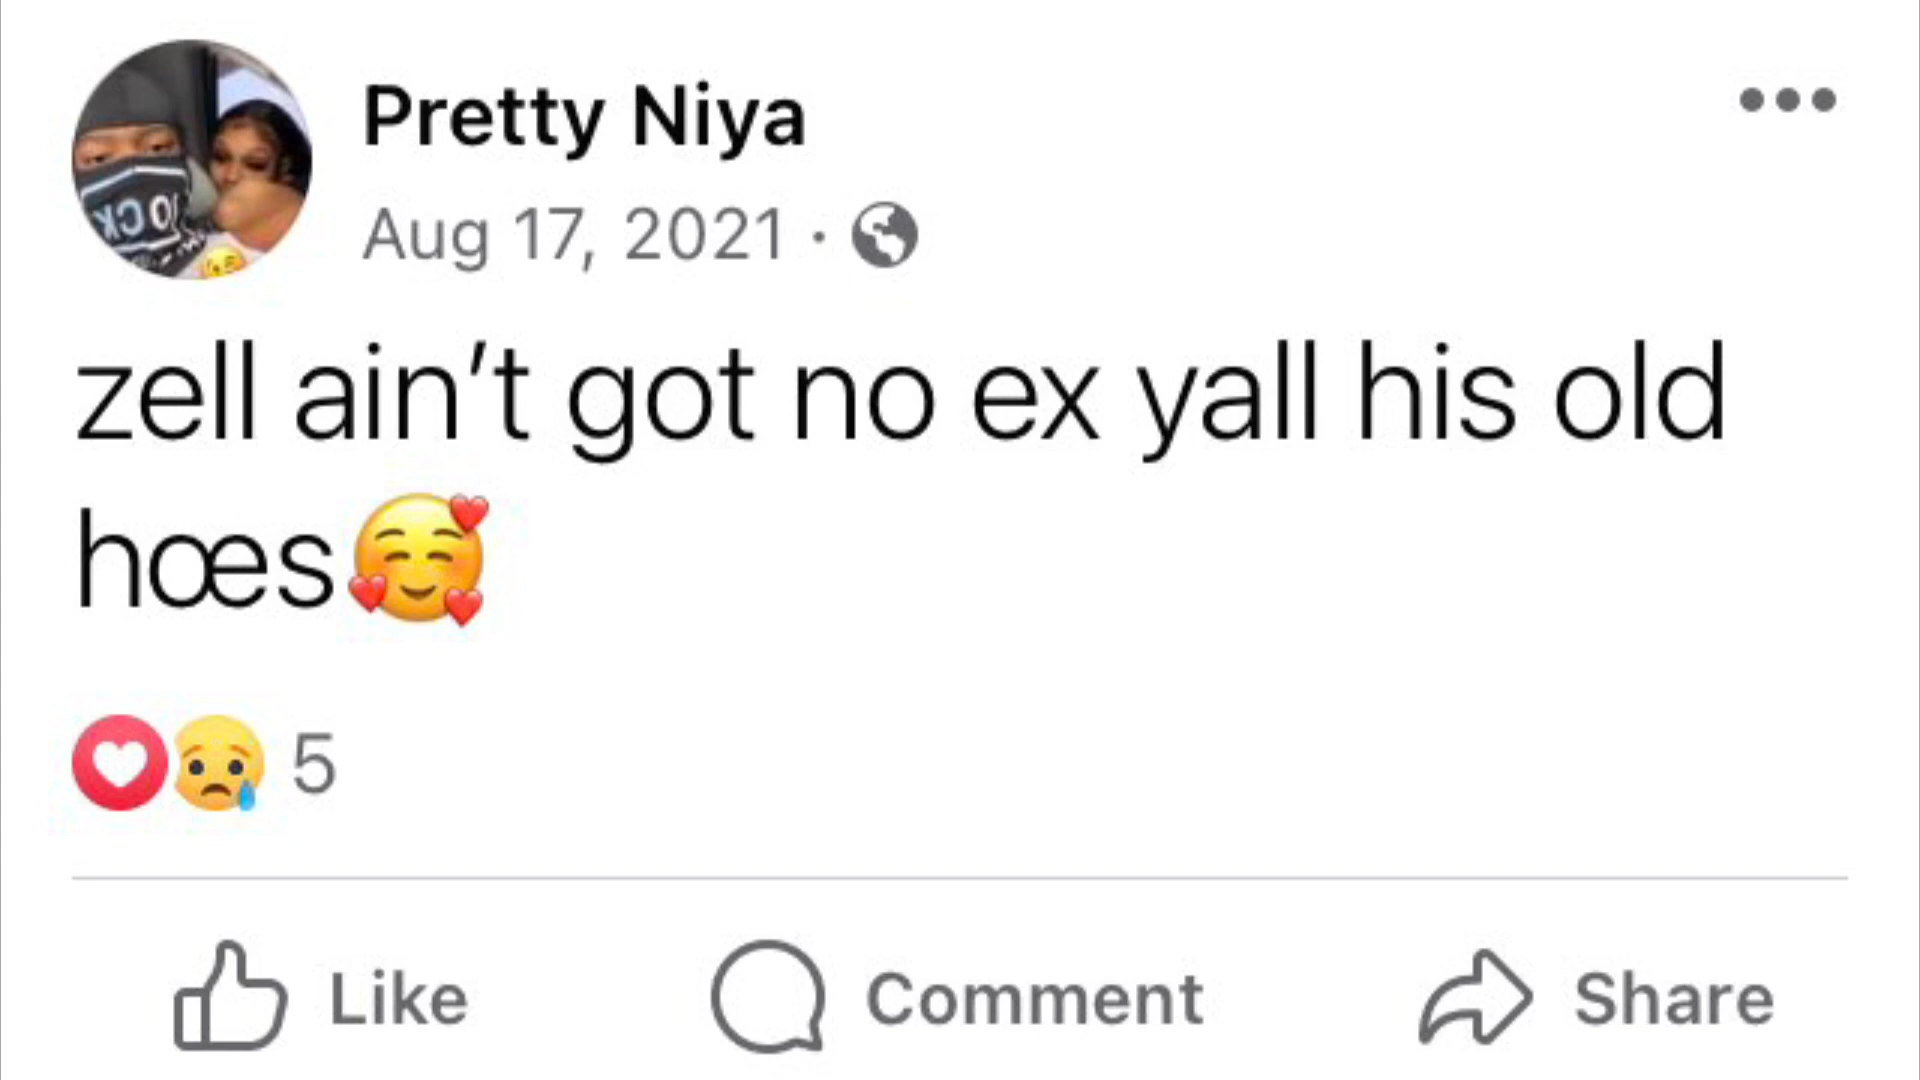 Pretty Niya
Aug 17, 2021 ·
zell ain’t got no ex yall his old
hœs🥰
5
Like Comment Share